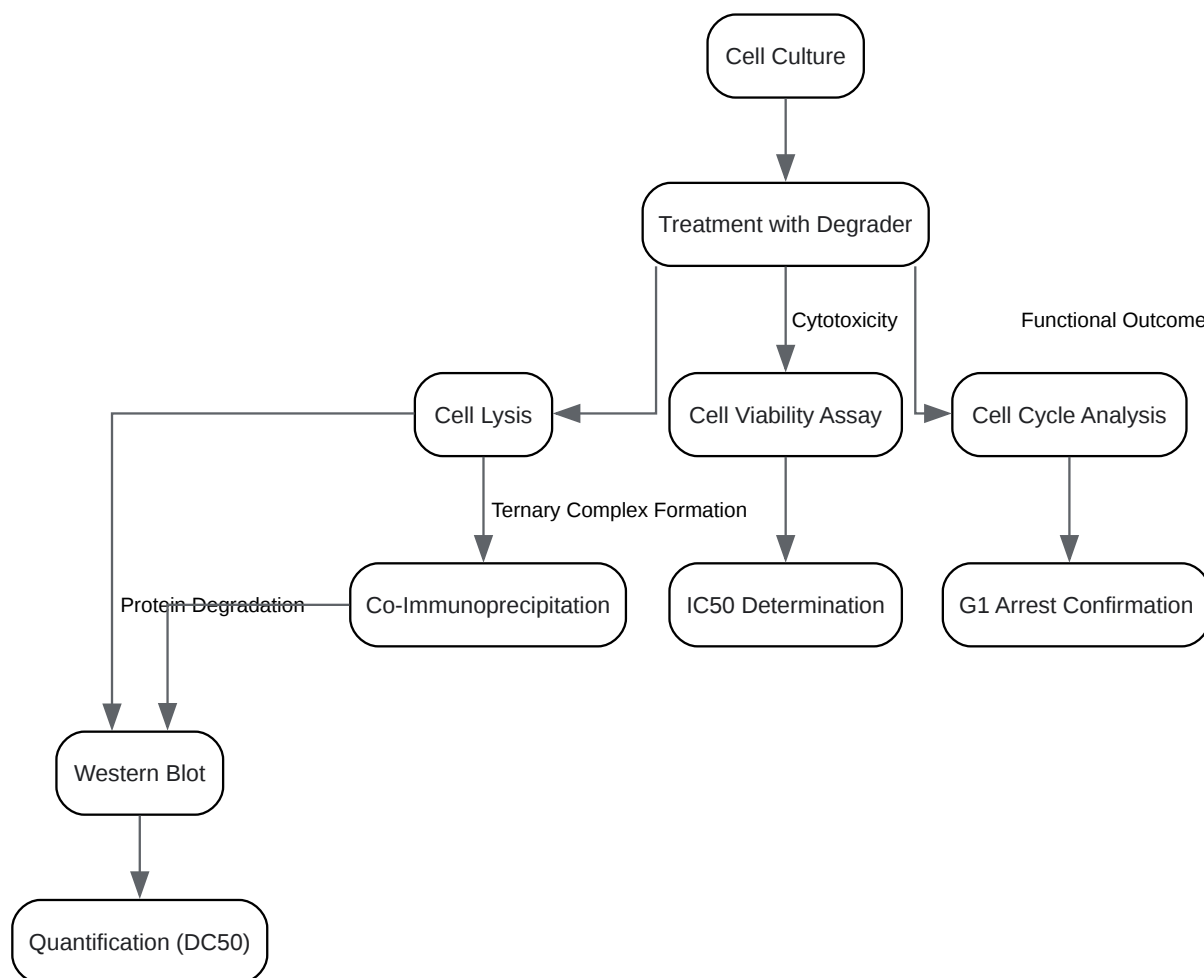 Cell Culture
Treatment with Degrader
Cytotoxicity
Functional Outcome
Cell Lysis
Cell Viability Assay
Cell Cycle Analysis
Ternary Complex Formation
Protein Degradation
Co-Immunoprecipitation
IC50 Determination
G1 Arrest Confirmation
Western Blot
Quantification (DC50)